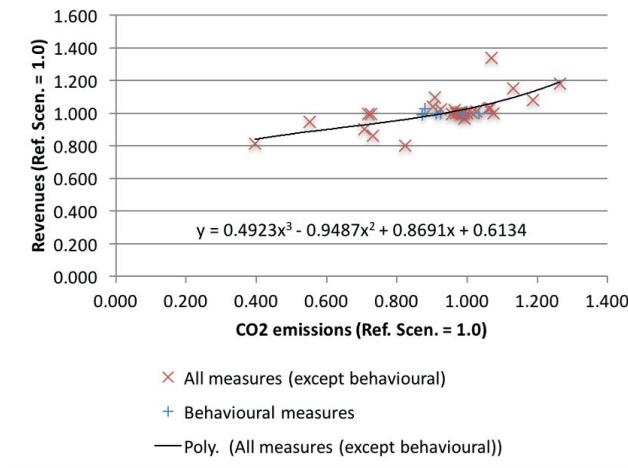 1.600
1.400
1.200
1.000
0.800
0.600
0.400
0.200
0.000
Revenues (Ref. Scen. = 1.0)
y = 0.4923x³ - 0.9487x² + 0.8691x + 0.6134
0.000 0.200 0.400 0.600 0.800 1.000 1.200 1.400
CO2 emissions (Ref. Scen. = 1.0)
All measures (except behavioural)
Behavioural measures
Poly. (All measures (except behavioural))